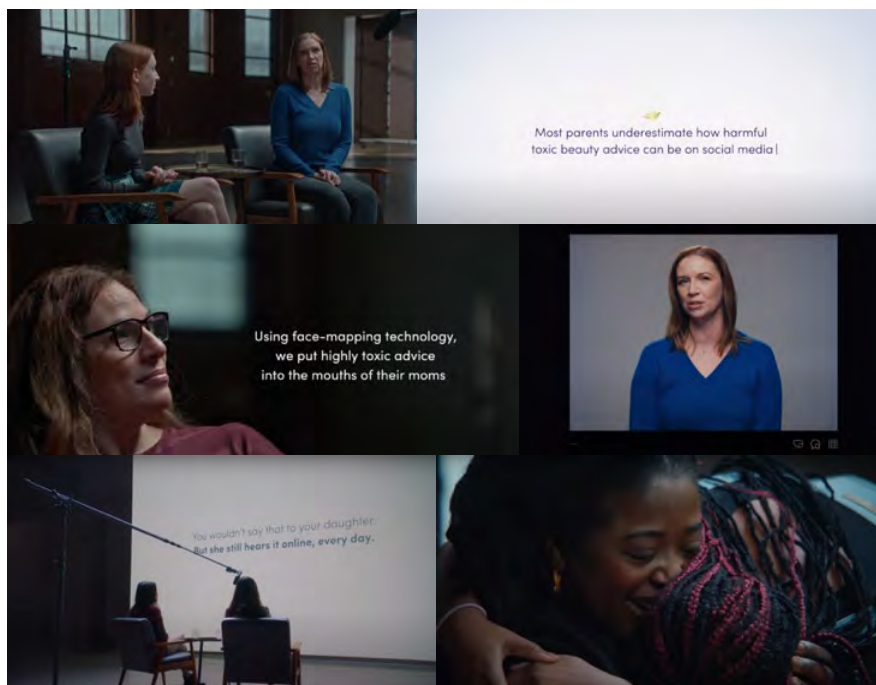 Most parents underestimate how harmful
toxic beauty advice can be on social media
Using face-mapping technology,
we put highly toxic advice
into the mouths of their moms
You wouldn't say that to your daughter.
But she still hears it online, every day.